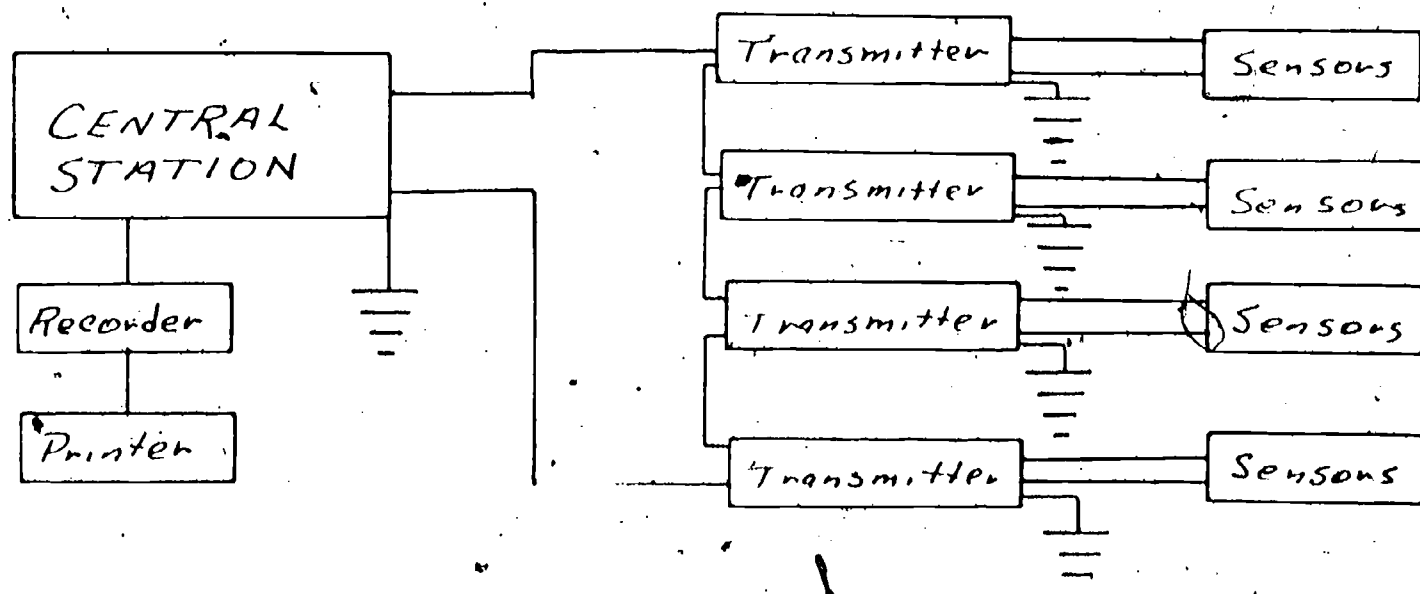 CENTRAL
STATION
Recorder
Printer
Transmitter
Sensors
Transmitter
Sensors
Transmitter
Sensors
Transmitter
Sensors